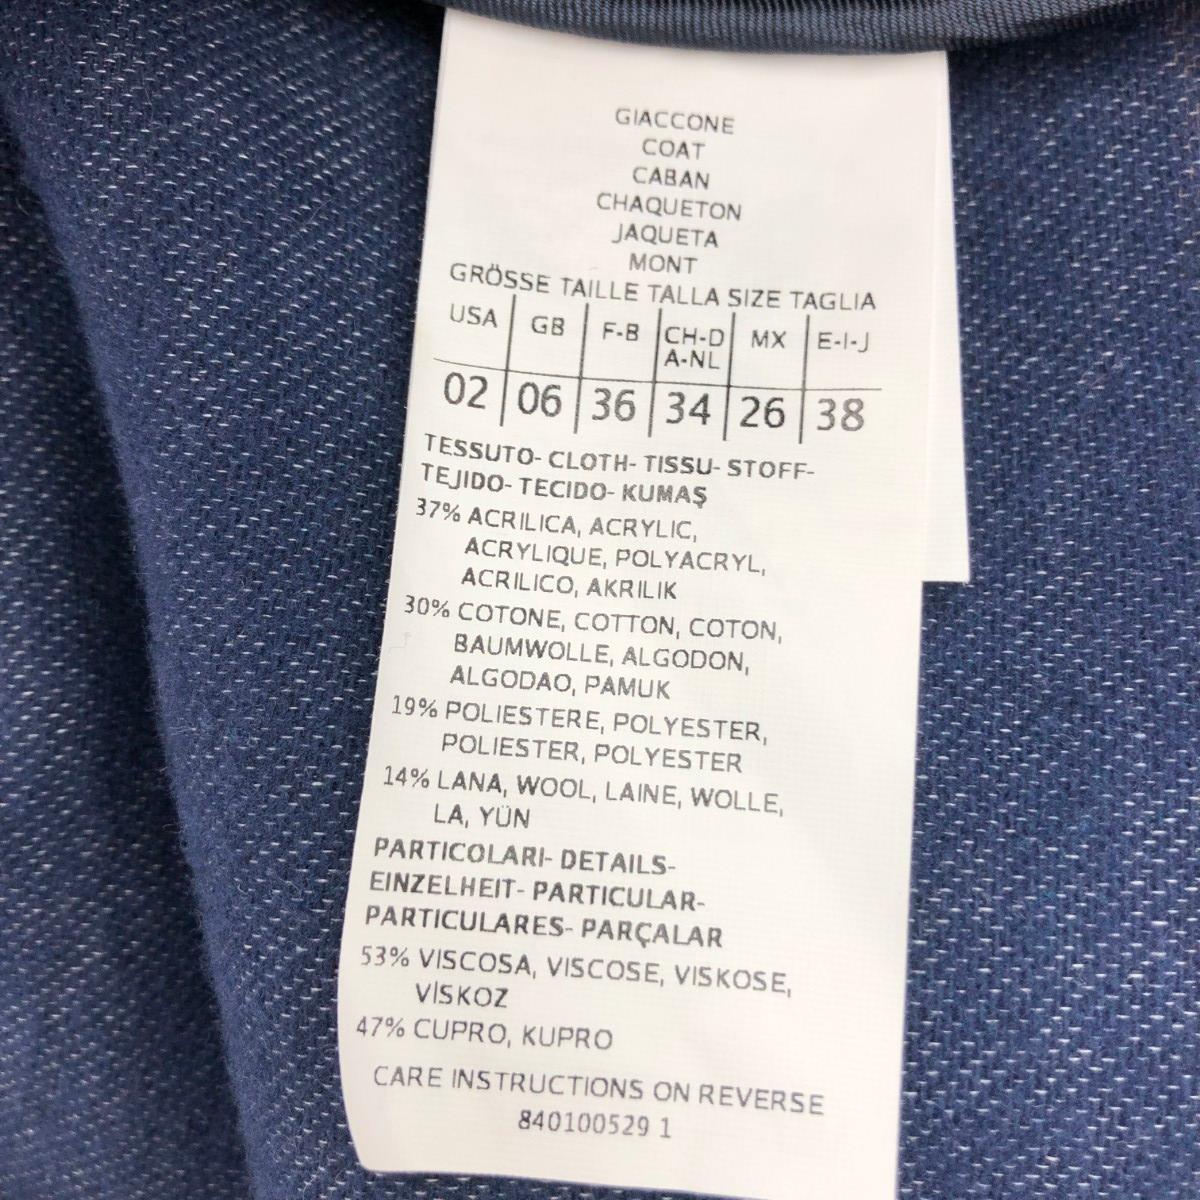 GIACCONE
COAT
CABAN
CHAQUETON
JAQUETA
MONT
GRÖSSE TAILLE TALLA SIZE TAGLIA
USA GB F-B CH-D A-NL MX E-I-J
02 06 36 34 26 38
TESSUTO- CLOTH- TISSU- STOFF-
TEJIDO- TECIDO- KUMAŞ
37% ACRILICA, ACRYLIC,
ACRYLIQUE, POLYACRYL,
ACRILICO, AKRILIK
30% COTONE, COTTON, COTON,
BAUMWOLLE, ALGODON,
ALGODAO, PAMUK
19% POLIESTERE, POLYESTER,
POLIESTER, POLYESTER
14% LANA, WOOL, LAINE, WOLLE,
LA, YÜN
PARTICOLARI- DETAILS-
EINZELHEIT- PARTICULAR-
PARTICULARES- PARÇALAR
53% VISCOSA, VISCOSE, VISKOSE,
VİSKOZ
47% CUPRO, KUPRO
CARE INSTRUCTIONS ON REVERSE
840100529 1